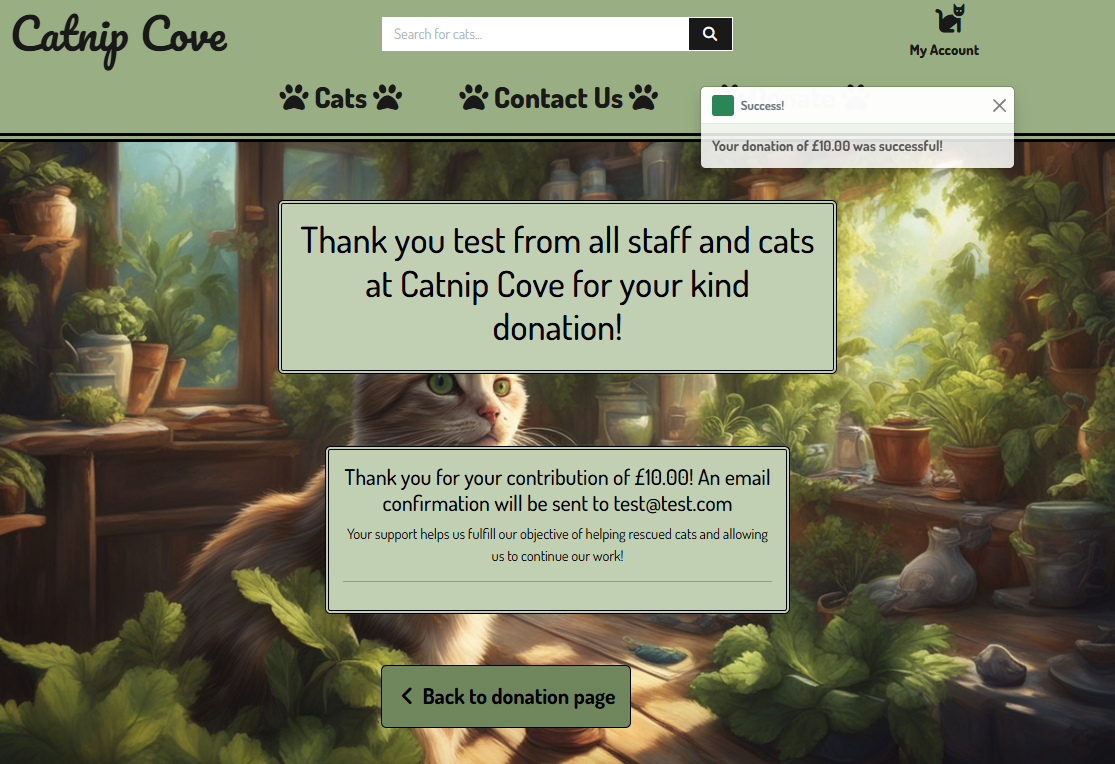 Catnip Cove
Search for cats...
My Account
Cats
Contact Us
Donate
Success!
Your donation of £10.00 was successful!
Thank you test from all staff and cats
at Catnip Cove for your kind
donation!
Thank you for your contribution of £10.00! An email
confirmation will be sent to test@test.com
Your support helps us fulfill our objective of helping rescued cats and allowing
us to continue our work!
Back to donation page